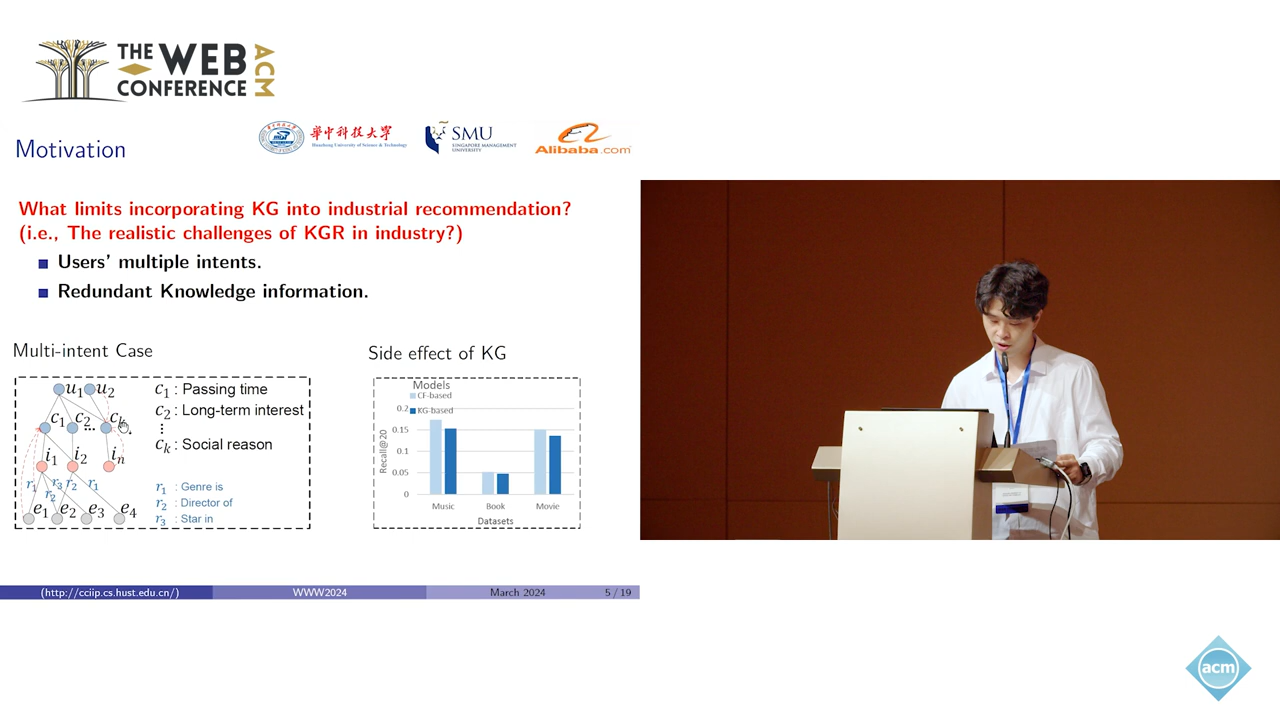 THE WEB
CONFERENCE
ACM
Motivation
華中科技大學
Huazhong University of Science & Technology
SMU
SINGAPORE MANAGEMENT
UNIVERSITY
Alibaba.com
What limits incorporating KG into industrial recommendation?
(i.e., The realistic challenges of KGR in industry?)
Users' multiple intents.
Redundant Knowledge information.
Multi-intent Case
u1 u2
c1 c2 ... ck
i1 i2 in
r1 r3 r2 r1
r2
e1 e2 e3 e4
c1 : Passing time
c2 : Long-term interest
⋮
ck : Social reason
r1 : Genre is
r2 : Director of
r3 : Star in
Side effect of KG
Models
CF-based
KG-based
0.2
0.15
0.1
0.05
0
Recall@20
Music Book Movie
Datasets
(http://cciip.cs.hust.edu.cn/) WWW2024 March 2024 5 / 19
acm